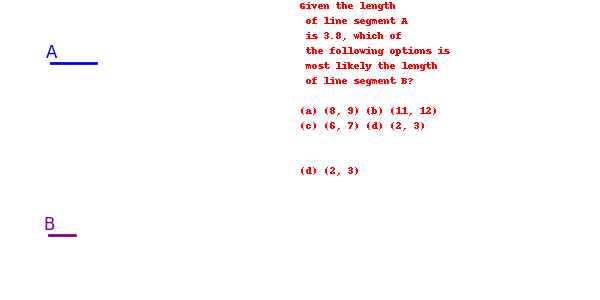 Given the length
of line segment A
is 3.8, which of
the following options is
most likely the length
of line segment B?
(a) (8, 9) (b) (11, 12)
(c) (6, 7) (d) (2, 3)
(d) (2, 3)
A
B